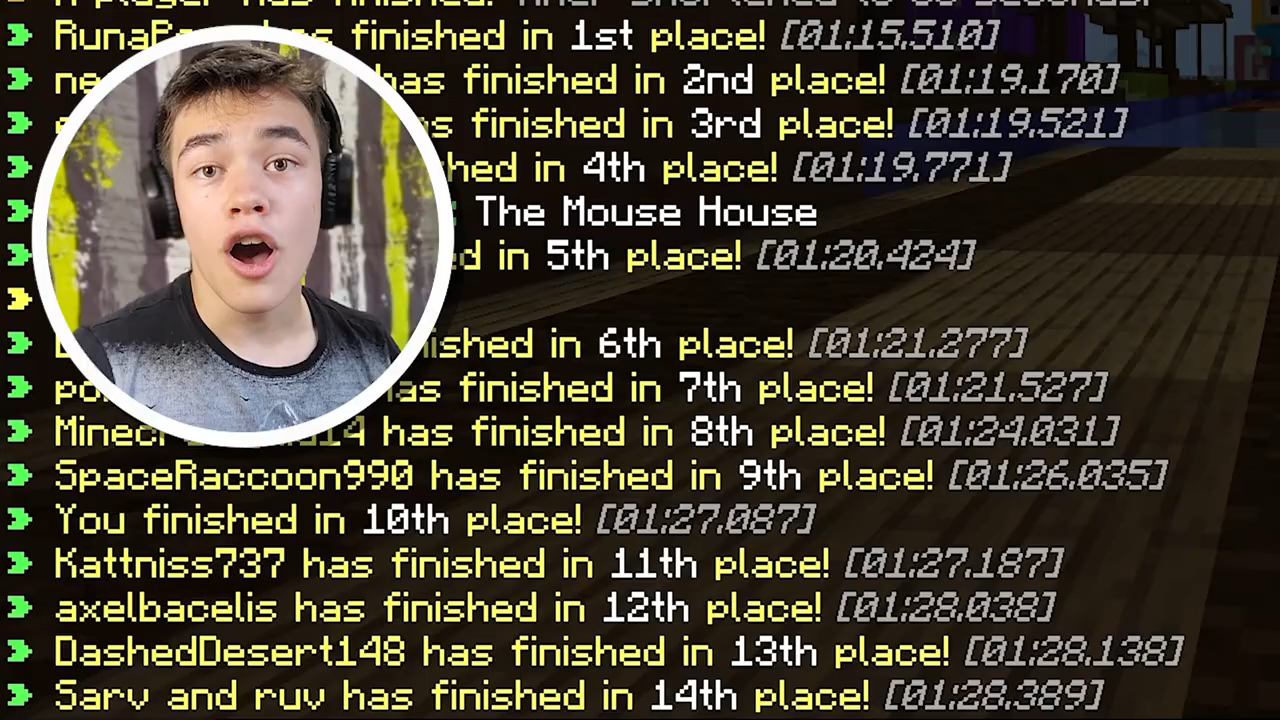 has finished in 1st place! [01:15.510]
has finished in 2nd place! [01:19.170]
finished in 3rd place! [01:19.521]
in 4th place! [01:19.771]
The Mouse House
in 5th place! [01:20.424]
in 6th place! [01:21.277]
has finished in 7th place! [01:21.527]
has finished in 8th place! [01:24.031]
SpaceRaccoon990 has finished in 9th place! [01:26.035]
You finished in 10th place! [01:27.087]
Kattniss737 has finished in 11th place! [01:27.187]
axelbacelis has finished in 12th place! [01:28.038]
DashedDesert148 has finished in 13th place! [01:28.138]
Sarv and ruv has finished in 14th place! [01:28.389]